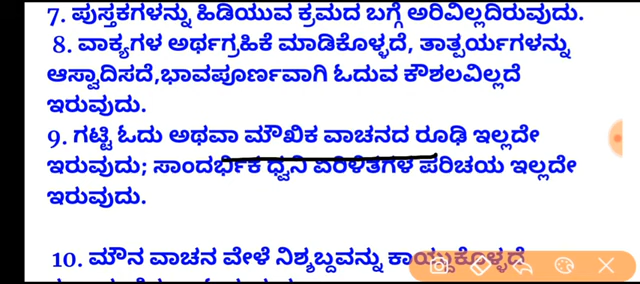 7. ಪುಸ್ತಕಗಳನ್ನು ಹಿಡಿಯುವ ಕ್ರಮದ ಬಗ್ಗೆ ಅರಿವಿಲ್ಲದಿರುವುದು.
8. ವಾಕ್ಯಗಳ ಅರ್ಥಗ್ರಹಿಕೆ ಮಾಡಿಕೊಳ್ಳದೆ, ತಾತ್ಪರ್ಯಗಳನ್ನು
ಆಸ್ವಾದಿಸದೆ,ಭಾವಪೂರ್ಣವಾಗಿ ಓದುವ ಕೌಶಲವಿಲ್ಲದೆ
ಇರುವುದು.
9. ಗಟ್ಟಿ ಓದು ಅಥವಾ ಮೌಖಿಕ ವಾಚನದ ರೂಢಿ ಇಲ್ಲದೇ
ಇರುವುದು; ಸಾಂದರ್ಭಿಕ ಧ್ವನಿ ಏರಿಳಿತಗಳ ಪರಿಚಯ ಇಲ್ಲದೇ
ಇರುವುದು.
10. ಮೌನ ವಾಚನ ವೇಳೆ ನಿಶ್ಶಬ್ದವನ್ನು ಕಾಯ್ದುಕೊಳ್ಳದೆ